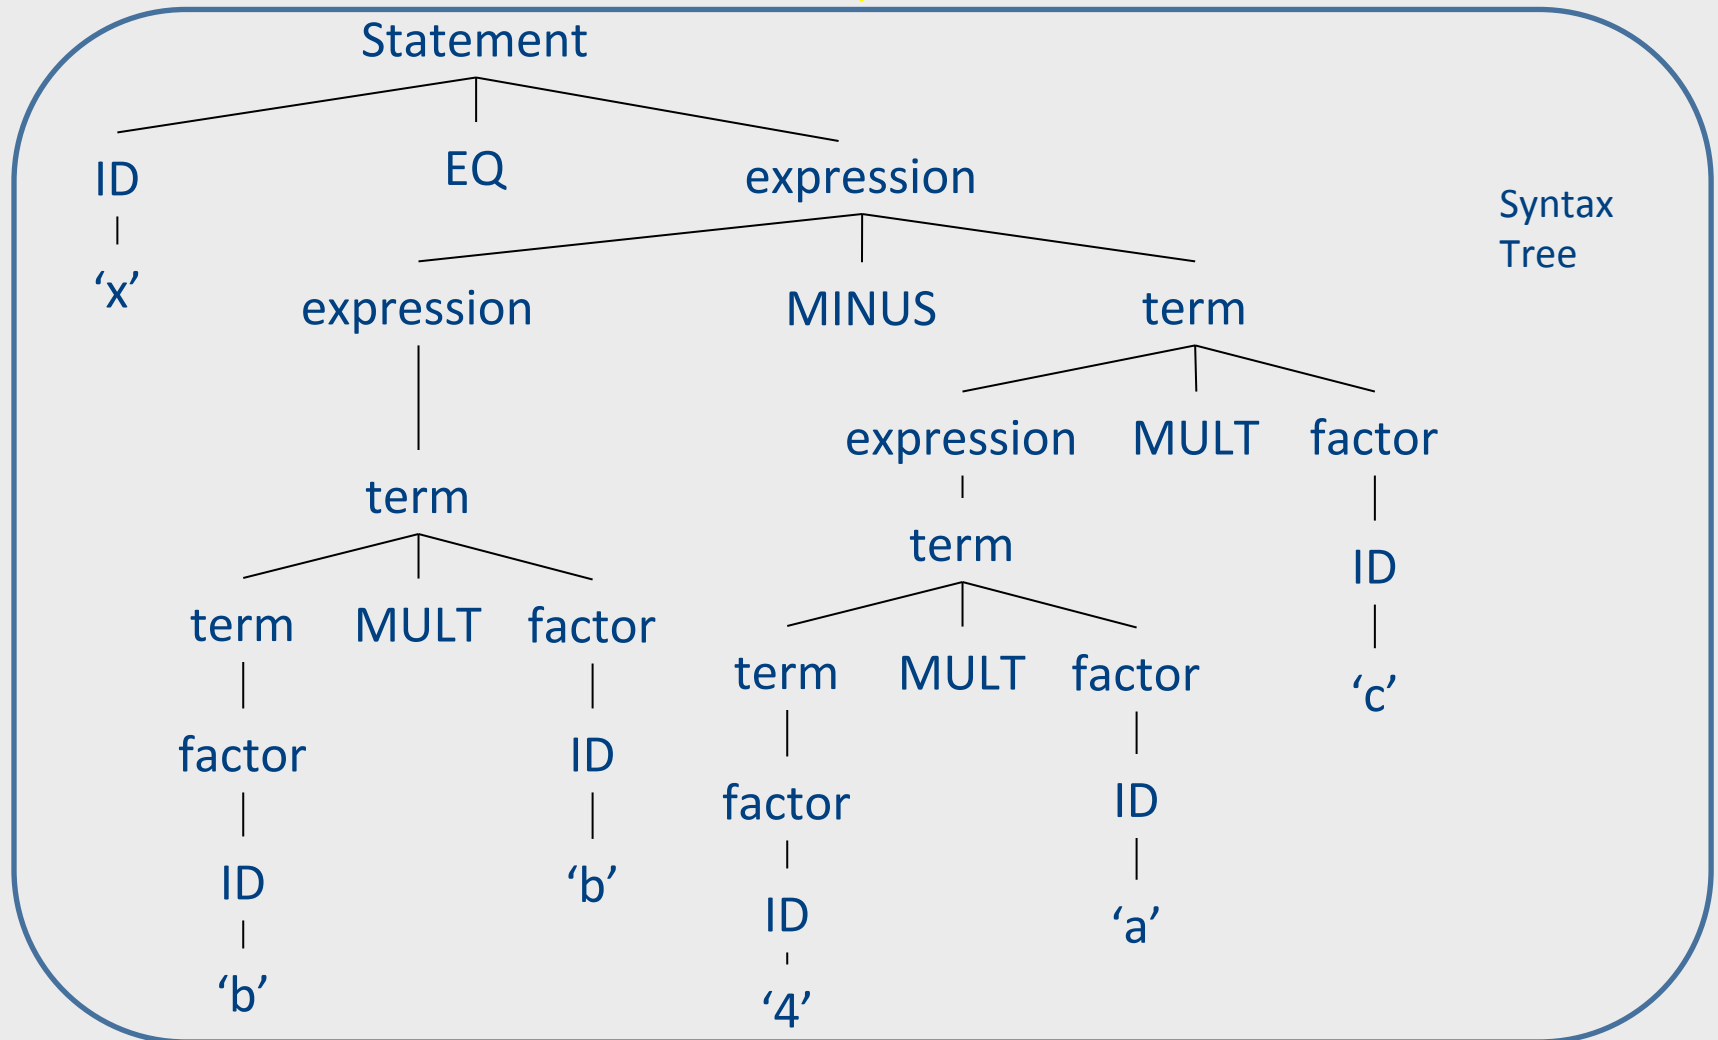 Statement
ID
EQ
expression
Syntax
Tree
‘x’
expression
MINUS
term
expression
MULT
factor
term
term
ID
term
MULT
factor
term
MULT
factor
‘c’
factor
ID
factor
ID
ID
‘b’
ID
‘a’
‘b’
‘4’